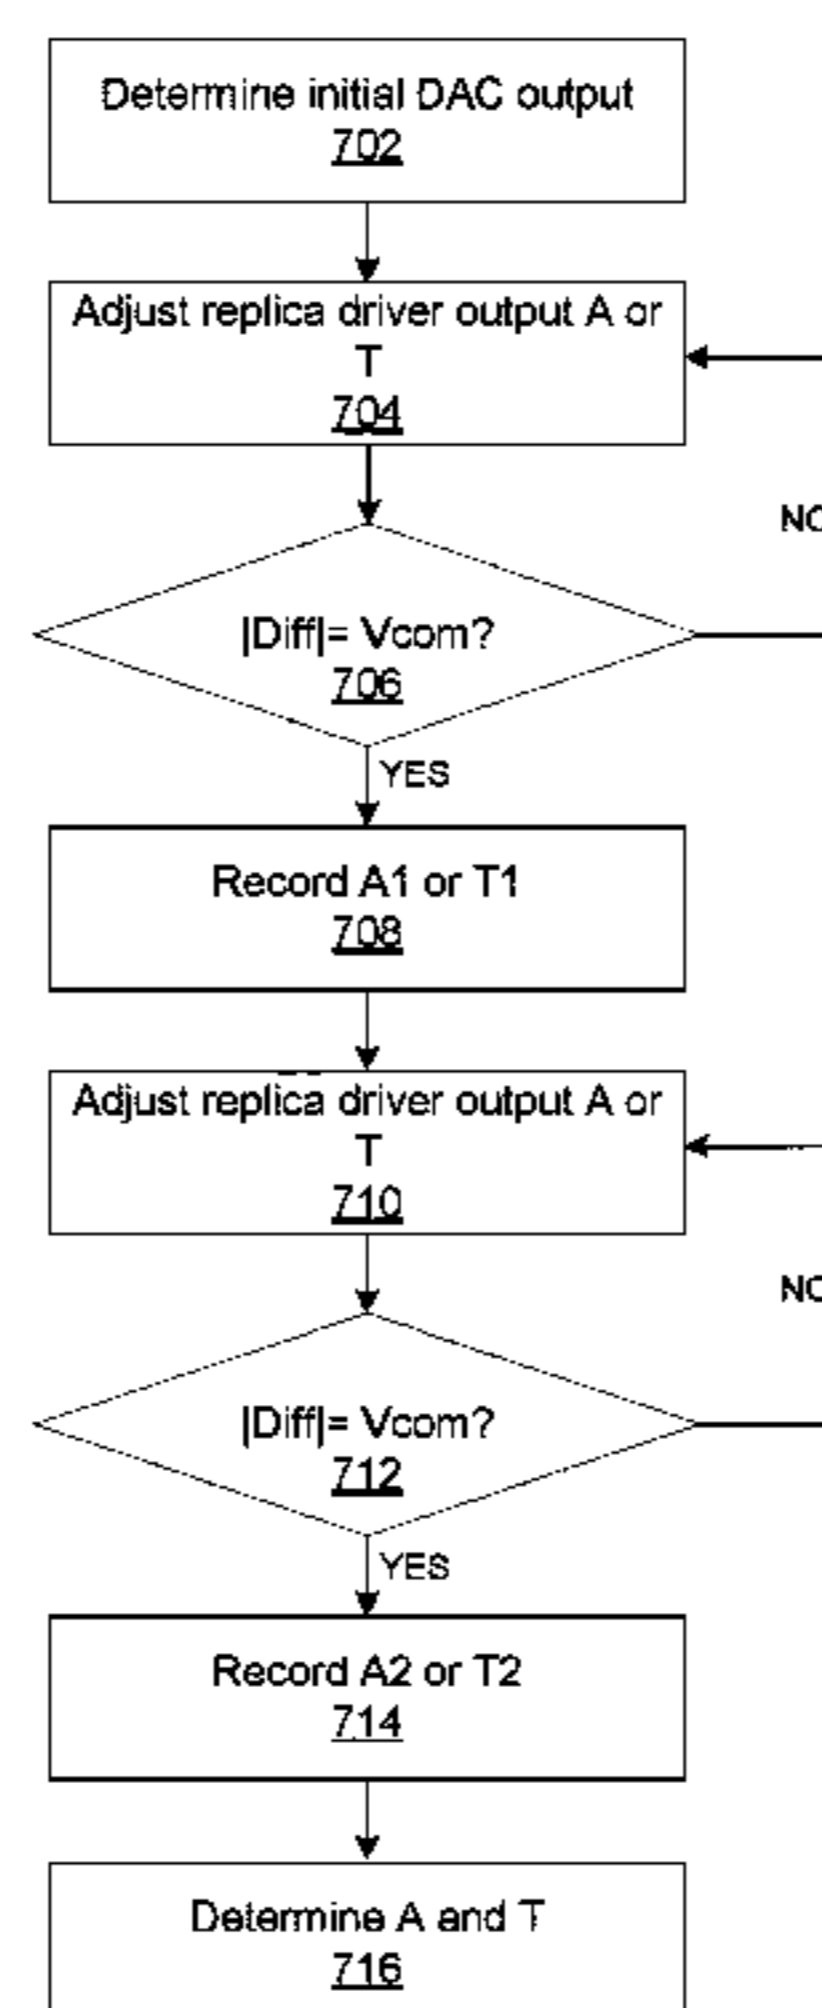 Determine initial DAC output
702
Adjust replica driver output A or
T
704
NO
|Diff|= Vcom?
706
YES
Record A1 or T1
708
Adjust replica driver output A or
T
710
NO
|Diff|= Vcom?
712
YES
Record A2 or T2
714
Determine A and T
716